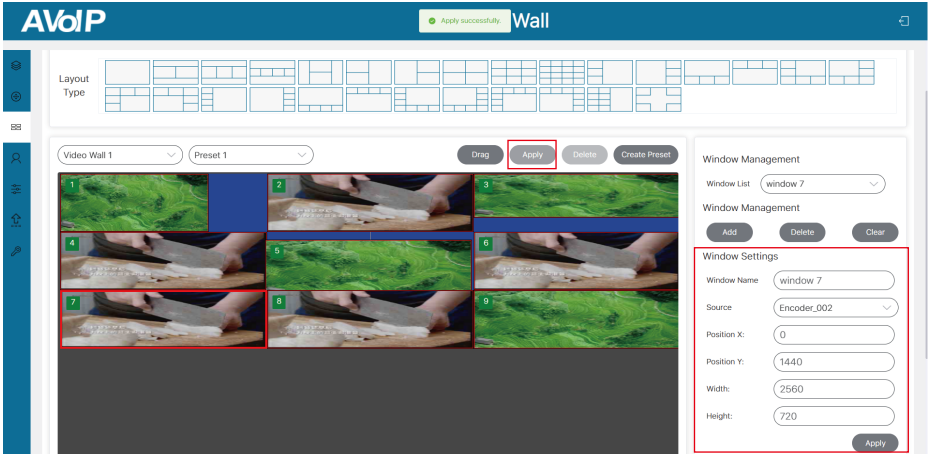 AVoIP
Apply successfully.
Wall
Layout
Type
Video Wall 1
Preset 1
Drag
Apply
Delete
Create Preset
1
2
3
4
5
6
7
8
9
Window Management
Window List
window 7
Window Management
Add
Delete
Clear
Window Settings
Window Name
window 7
Source
Encoder_002
Position X:
0
Position Y:
1440
Width:
2560
Height:
720
Apply